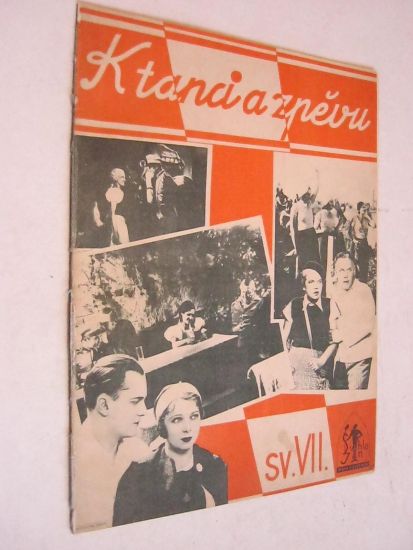 K tanci a zpěvu
sv. VII.